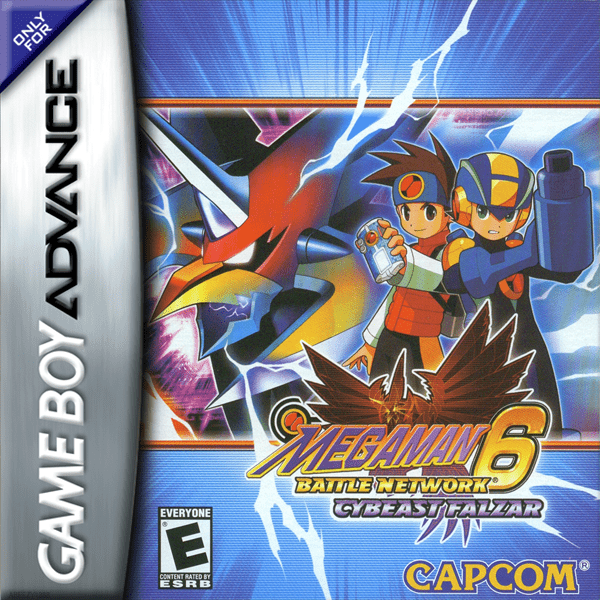 ONLY
FOR
GAME BOY ADVANCE
MEGAMAN 6
BATTLE NETWORK®
CYBEAST FALZAR
EVERYONE
E
CONTENT RATED BY
ESRB
CAPCOM®